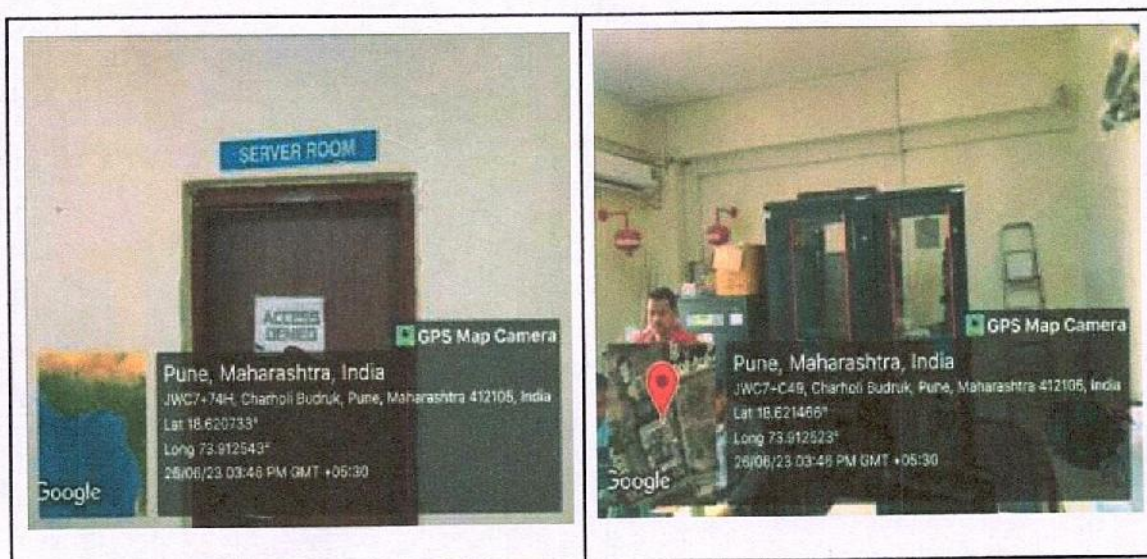 SERVER ROOM
ACCESS
DENIED
GPS Map Camera
Pune, Maharashtra, India
JWC7+74H, Charholi Budruk, Pune, Maharashtra 412105, India
Lat 18.620733°
Long 73.912543°
26/06/23 03:46 PM GMT +05:30
Google
GPS Map Camera
Pune, Maharashtra, India
JWC7+C49, Charholi Budruk, Pune, Maharashtra 412105, India
Lat 18.621466°
Long 73.912523°
26/06/23 03:46 PM GMT +05:30
Google